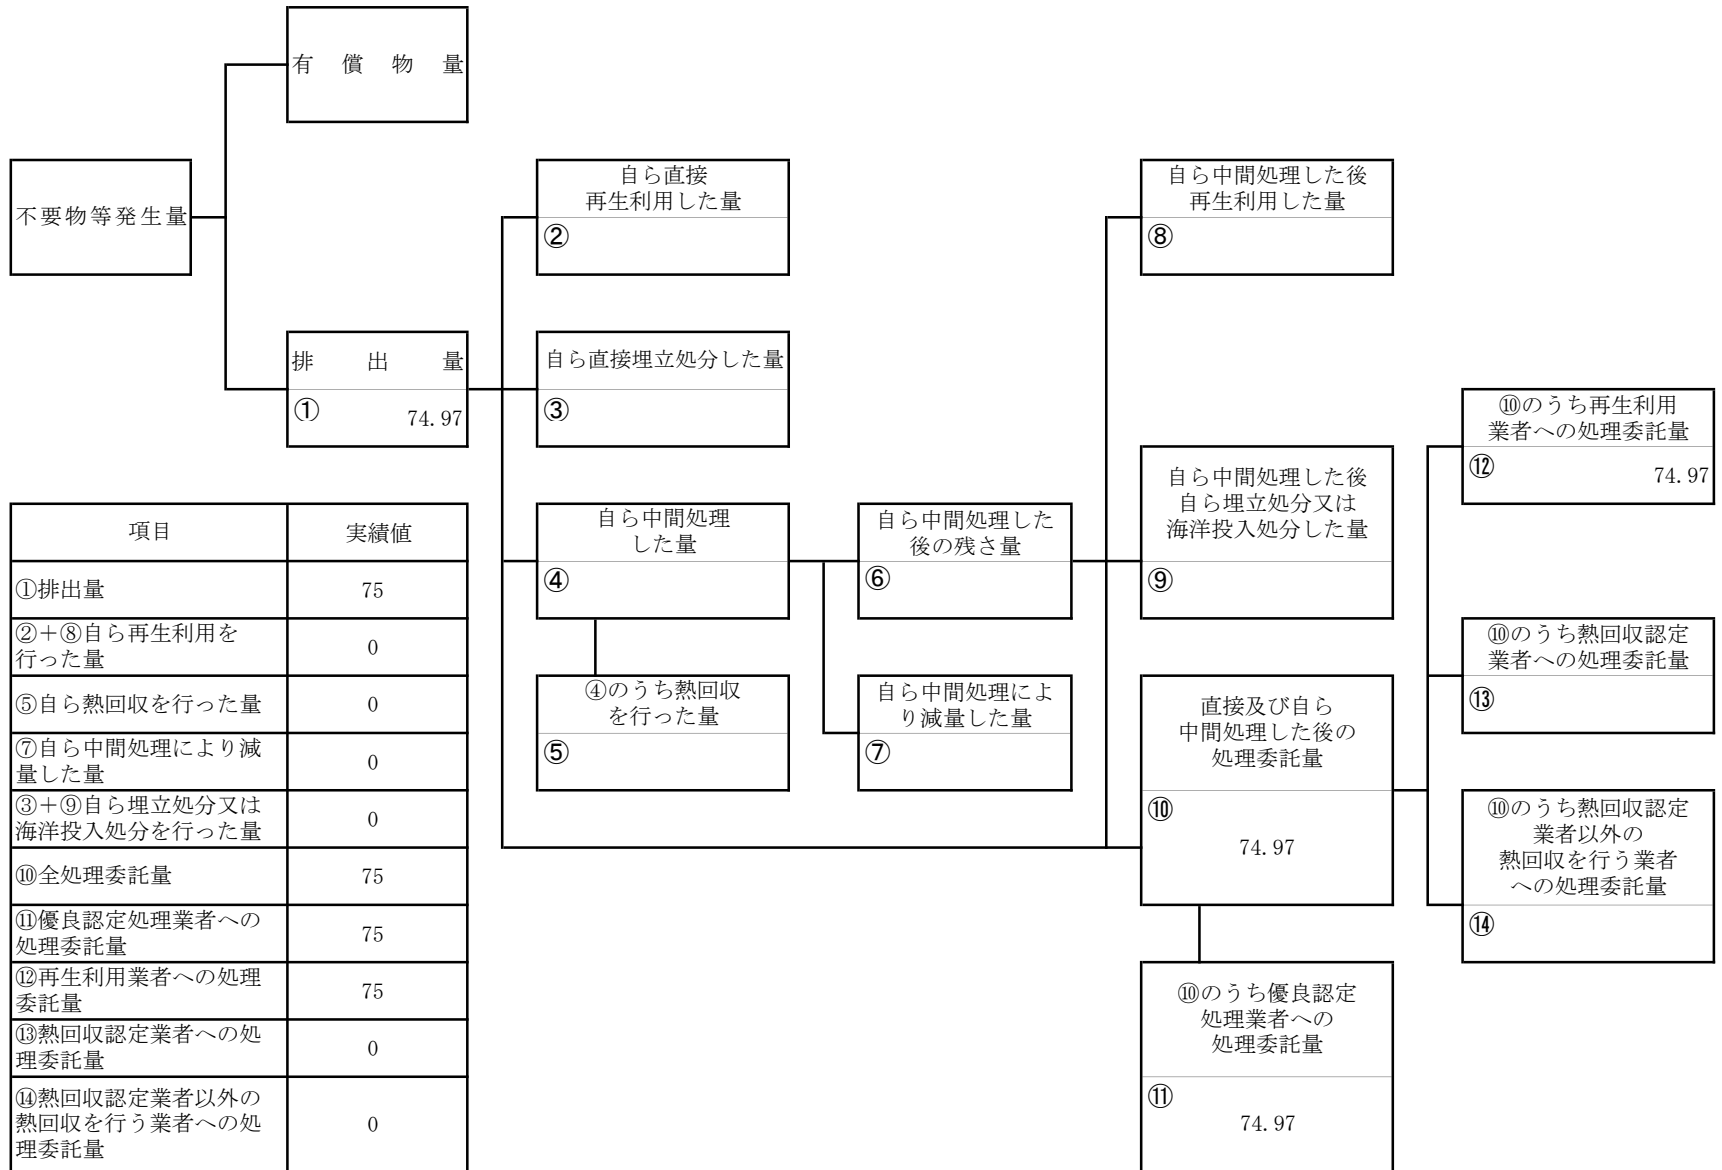 有償物量
不要物等発生量
自ら直接
再生利用した量
②
自ら中間処理した後
再生利用した量
⑧
排出量
①
74.97
自ら直接埋立処分した量
③
⑩のうち再生利用
業者への処理委託量
⑫
74.97
自ら中間処理した後
自ら埋立処分又は
海洋投入処分した量
⑨
自ら中間処理
した量
④
自ら中間処理した
後の残さ量
⑥
⑩のうち熱回収認定
業者への処理委託量
⑬
④のうち熱回収
を行った量
⑤
自ら中間処理によ
り減量した量
⑦
直接及び自ら
中間処理した後の
処理委託量
⑩
74.97
⑩のうち熱回収認定
業者以外の
熱回収を行う業者
への処理委託量
⑭
⑩のうち優良認定
処理業者への
処理委託量
⑪
74.97
項目 実績値
①排出量 75
②＋⑧自ら再生利用を
行った量 0
⑤自ら熱回収を行った量 0
⑦自ら中間処理により減
量した量 0
③＋⑨自ら埋立処分又は
海洋投入処分を行った量 0
⑩全処理委託量 75
⑪優良認定処理業者への
処理委託量 75
⑫再生利用業者への処理
委託量 75
⑬熱回収認定業者への処
理委託量 0
⑭熱回収認定業者以外の
熱回収を行う業者への処
理委託量 0